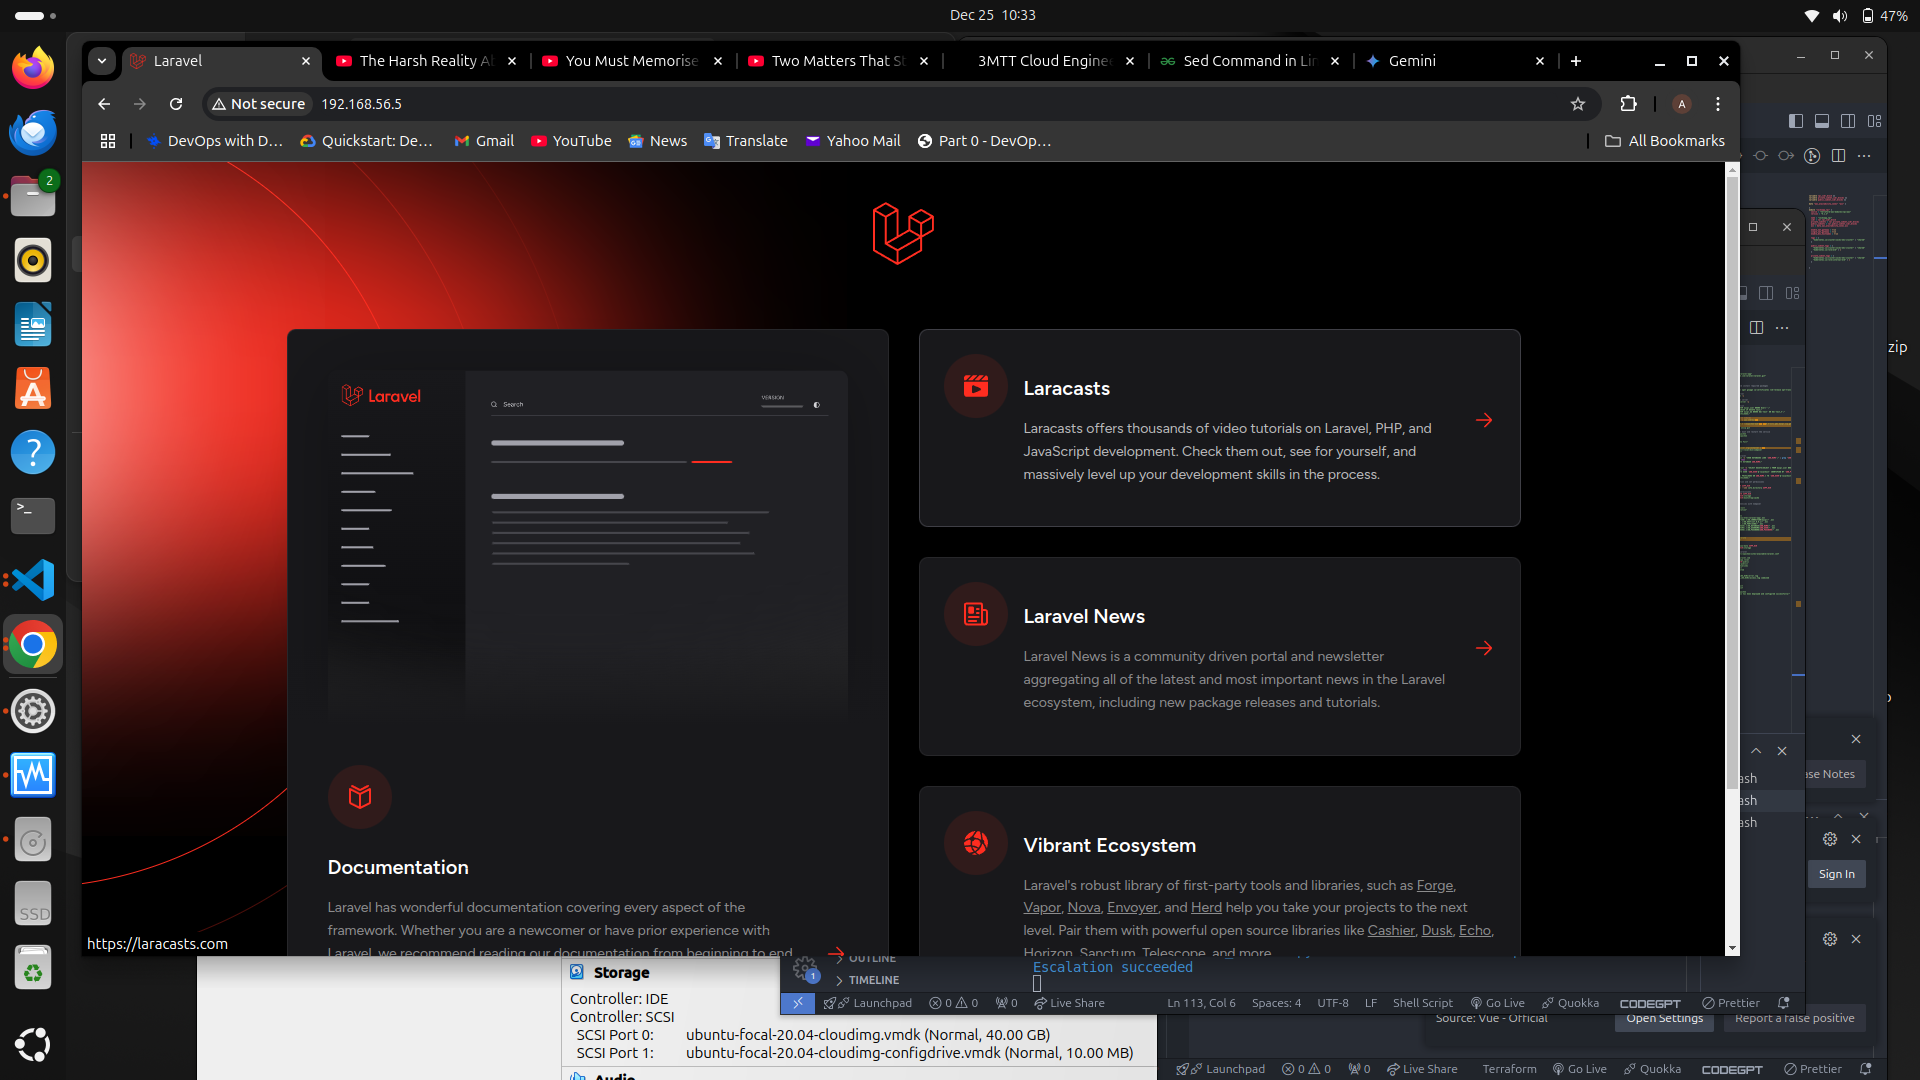 Dec 25 10:33
47%
Laravel
The Harsh Reality Ab
You Must Memorise
Two Matters That St
3MTT Cloud Enginee
Sed Command in Lin
Gemini
Not secure
192.168.56.5
A
DevOps with D...
Quickstart: De...
Gmail
YouTube
News
Translate
Yahoo Mail
Part 0 - DevOp...
All Bookmarks
2
Laravel
Search
VERSION
Laracasts
Laracasts offers thousands of video tutorials on Laravel, PHP, and
JavaScript development. Check them out, see for yourself, and
massively level up your development skills in the process.
zip
Laravel News
Laravel News is a community driven portal and newsletter
aggregating all of the latest and most important news in the Laravel
ecosystem, including new package releases and tutorials.
Documentation
Laravel has wonderful documentation covering every aspect of the
framework. Whether you are a newcomer or have prior experience with
Laravel, we recommend reading our documentation from beginning to end.
Vibrant Ecosystem
Laravel's robust library of first-party tools and libraries, such as Forge,
Vapor, Nova, Envoyer, and Herd help you take your projects to the next
level. Pair them with powerful open source libraries like Cashier, Dusk, Echo,
Horizon, Sanctum, Telescope, and more.
ash
ash
ash
ase Notes
Sign In
SSD
https://laracasts.com
Storage
Controller: IDE
Controller: SCSI
SCSI Port 0: ubuntu-focal-20.04-cloudimg.vmdk (Normal, 40.00 GB)
SCSI Port 1: ubuntu-focal-20.04-cloudimg-configdrive.vmdk (Normal, 10.00 MB)
Audio
OUTLINE
TIMELINE
1
Escalation succeeded
Launchpad
0 0
0
Live Share
Ln 113, Col 6
Spaces: 4
UTF-8
LF
Shell Script
Go Live
Quokka
CODEGPT
Prettier
Source: Vue - Official
Open Settings
Report a false positive
Launchpad
0 0
0
Live Share
Terraform
Go Live
Quokka
CODEGPT
Prettier